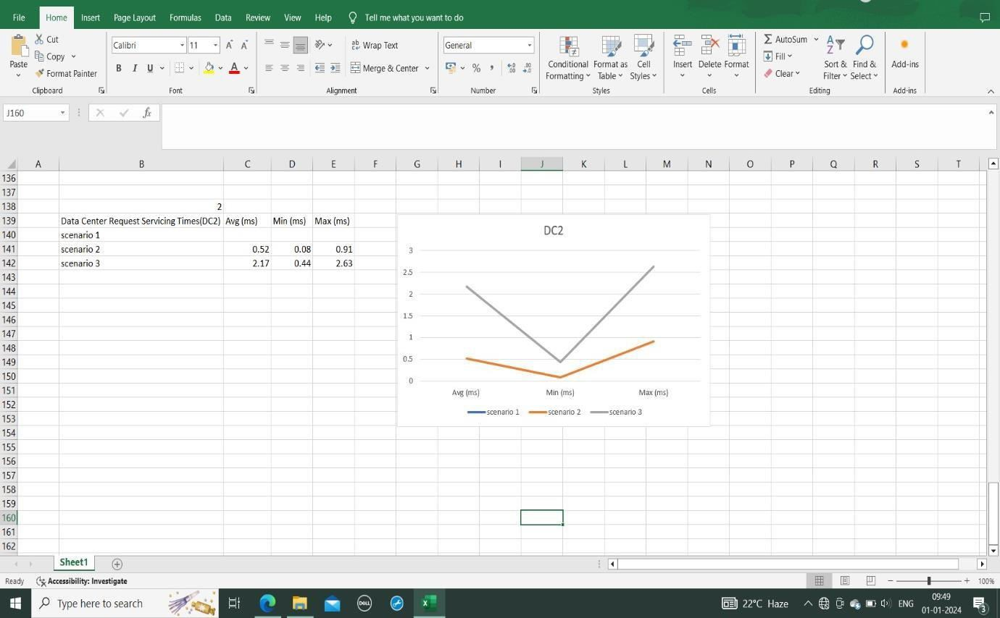 File Home Insert Page Layout Formulas Data Review View Help Tell me what you want to do
Cut
Copy
Format Painter
Paste
Clipboard
Calibri 11
B I U
Font
Wrap Text
Merge & Center
Alignment
General
Number
Conditional Formatting
Format as Table
Cell Styles
Styles
Insert Delete Format
Cells
AutoSum
Fill
Clear
Sort & Filter
Find & Select
Editing
Add-ins
Add-ins
J160 fx
A B C D E F G H I J K L M N O P Q R S T
136
137
138 2
139 Data Center Request Servicing Times(DC2) Avg (ms) Min (ms) Max (ms)
140 scenario 1
141 scenario 2 0.52 0.08 0.91
142 scenario 3 2.17 0.44 2.63
143
144
145
146
147
148
149
150
151
152
153
154
155
156
157
158
159
160
161
162
DC2
3
2.5
2
1.5
1
0.5
0
Avg (ms) Min (ms) Max (ms)
scenario 1 scenario 2 scenario 3
Sheet1
Ready Accessibility: Investigate 100%
Type here to search DELL 22°C Haze ENG 09:49
01-01-2024 3